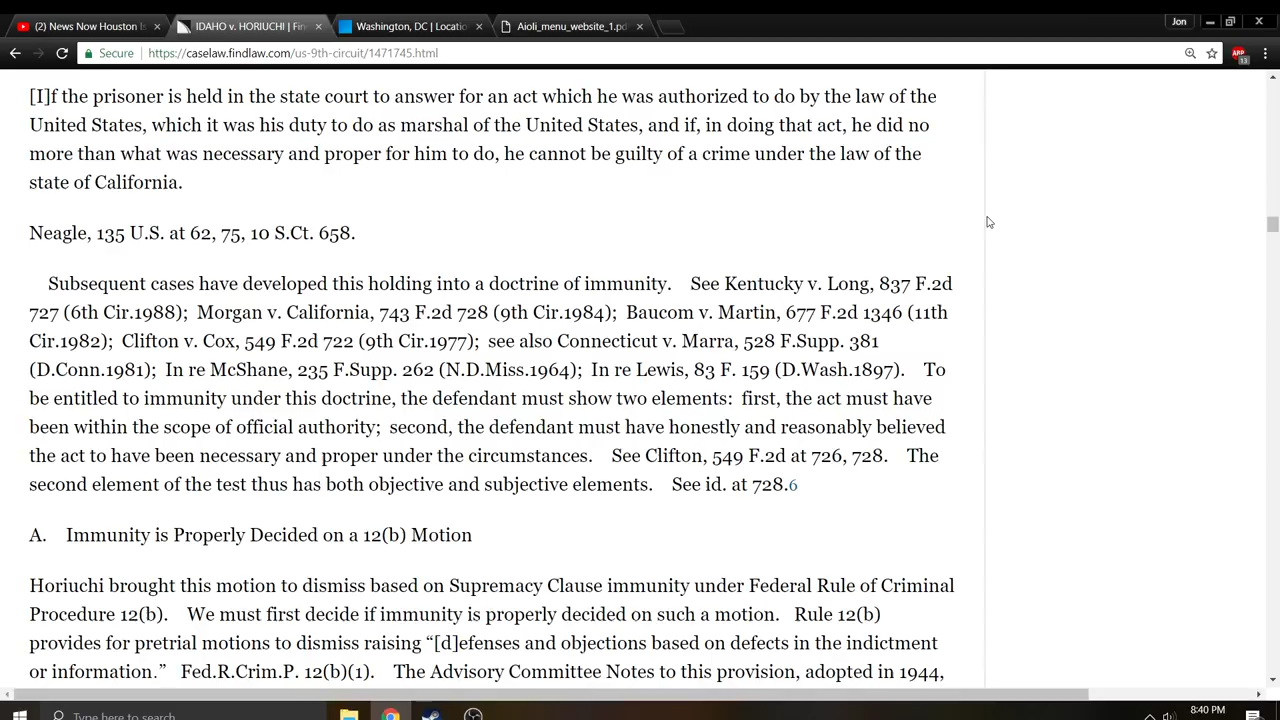 (2) News Now Houston Is
IDAHO v. HORIUCHI | Fin
Washington, DC | Locatio
Aioli_menu_website_1.pd
Jon
Secure
https://caselaw.findlaw.com/us-9th-circuit/1471745.html
ABP
13
[I]f the prisoner is held in the state court to answer for an act which he was authorized to do by the law of the
United States, which it was his duty to do as marshal of the United States, and if, in doing that act, he did no
more than what was necessary and proper for him to do, he cannot be guilty of a crime under the law of the
state of California.
Neagle, 135 U.S. at 62, 75, 10 S.Ct. 658.
Subsequent cases have developed this holding into a doctrine of immunity. See Kentucky v. Long, 837 F.2d
727 (6th Cir.1988); Morgan v. California, 743 F.2d 728 (9th Cir.1984); Baucom v. Martin, 677 F.2d 1346 (11th
Cir.1982); Clifton v. Cox, 549 F.2d 722 (9th Cir.1977); see also Connecticut v. Marra, 528 F.Supp. 381
(D.Conn.1981); In re McShane, 235 F.Supp. 262 (N.D.Miss.1964); In re Lewis, 83 F. 159 (D.Wash.1897). To
be entitled to immunity under this doctrine, the defendant must show two elements: first, the act must have
been within the scope of official authority; second, the defendant must have honestly and reasonably believed
the act to have been necessary and proper under the circumstances. See Clifton, 549 F.2d at 726, 728. The
second element of the test thus has both objective and subjective elements. See id. at 728.6
A. Immunity is Properly Decided on a 12(b) Motion
Horiuchi brought this motion to dismiss based on Supremacy Clause immunity under Federal Rule of Criminal
Procedure 12(b). We must first decide if immunity is properly decided on such a motion. Rule 12(b)
provides for pretrial motions to dismiss raising “[d]efenses and objections based on defects in the indictment
or information.” Fed.R.Crim.P. 12(b)(1). The Advisory Committee Notes to this provision, adopted in 1944,
Type here to search
8:40 PM